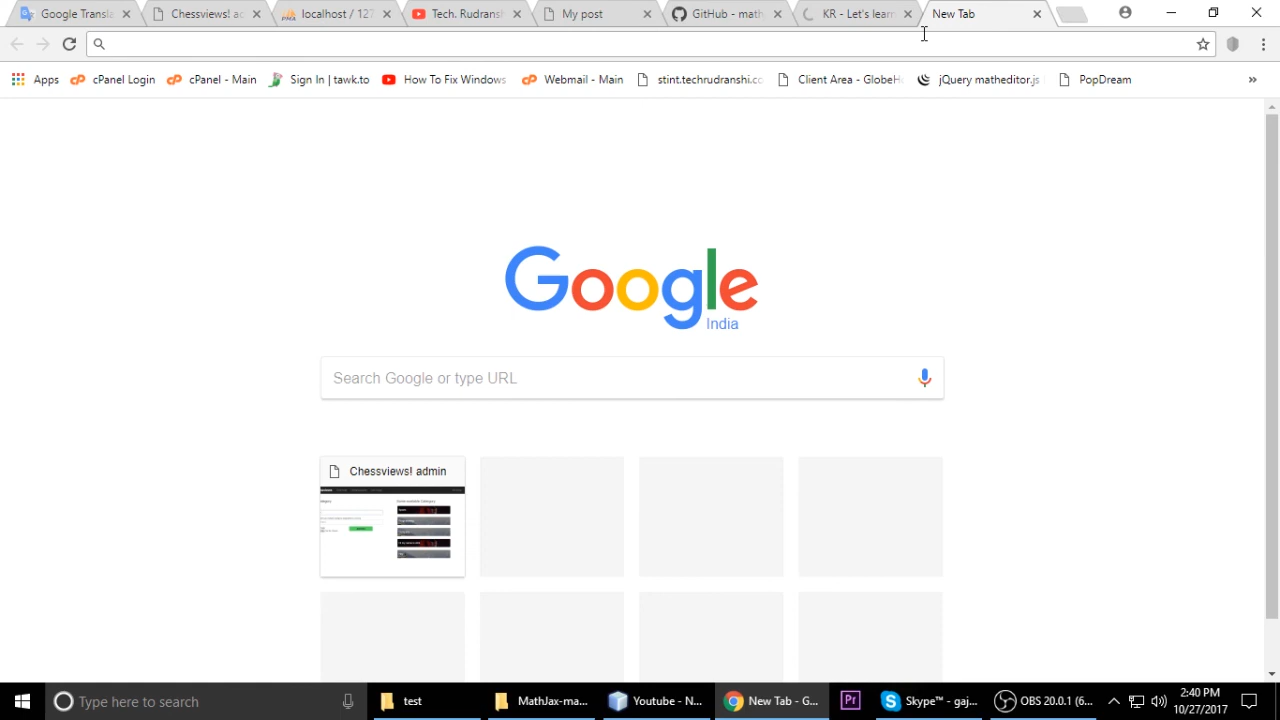 Google Transla
Chessviews! ad
localhost / 127
Tech. Rudransh
My post
GitHub - math
KR - Let's learn
New Tab
Apps
cPanel Login
cPanel - Main
Sign In | tawk.to
How To Fix Windows
Webmail - Main
stint.techrudranshi.co
Client Area - GlobeHo
jQuery matheditor.js
PopDream
»
Google
India
Search Google or type URL
Chessviews! admin
Type here to search
test
MathJax-ma...
Youtube - N...
New Tab - G...
Pr
Skype™ - gaj...
OBS 20.0.1 (6...
2:40 PM
10/27/2017